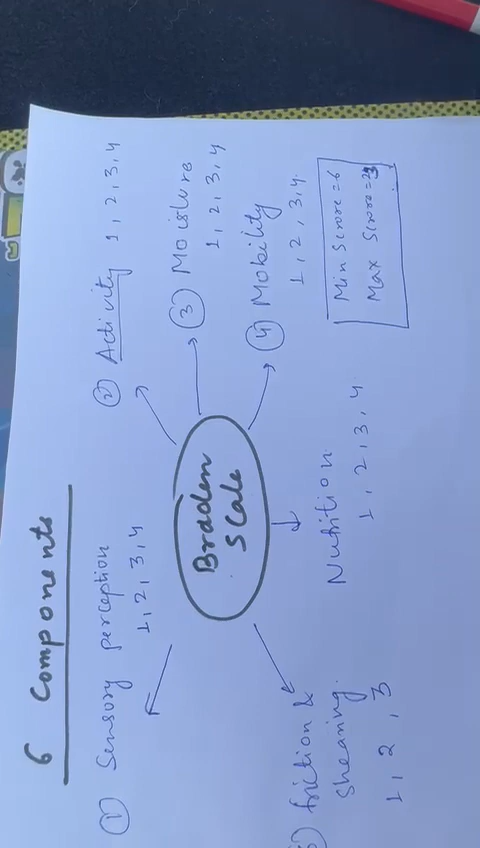 6 Components
① Sensory perception
1, 2, 3, 4
② Activity 1, 2, 3, 4
③ Moisture
1, 2, 3, 4
④ Mobility
1, 2, 3, 4.
Braden
Scale
Nutrition
1, 2, 3, 4
friction &
Shearing.
1, 2, 3
Min Score = 6
Max Score = 23